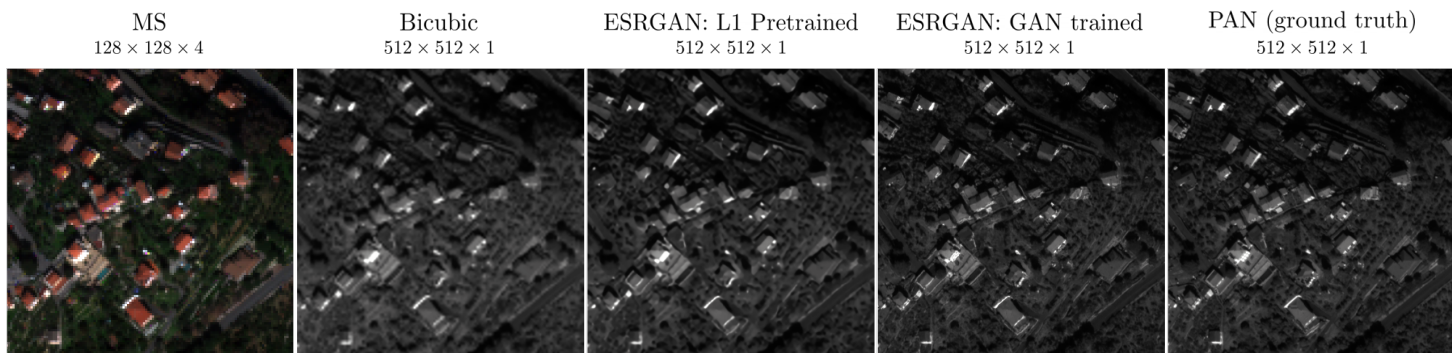 MS
128 × 128 × 4
Bicubic
512 × 512 × 1
ESRGAN: L1 Pretrained
512 × 512 × 1
ESRGAN: GAN trained
512 × 512 × 1
PAN (ground truth)
512 × 512 × 1